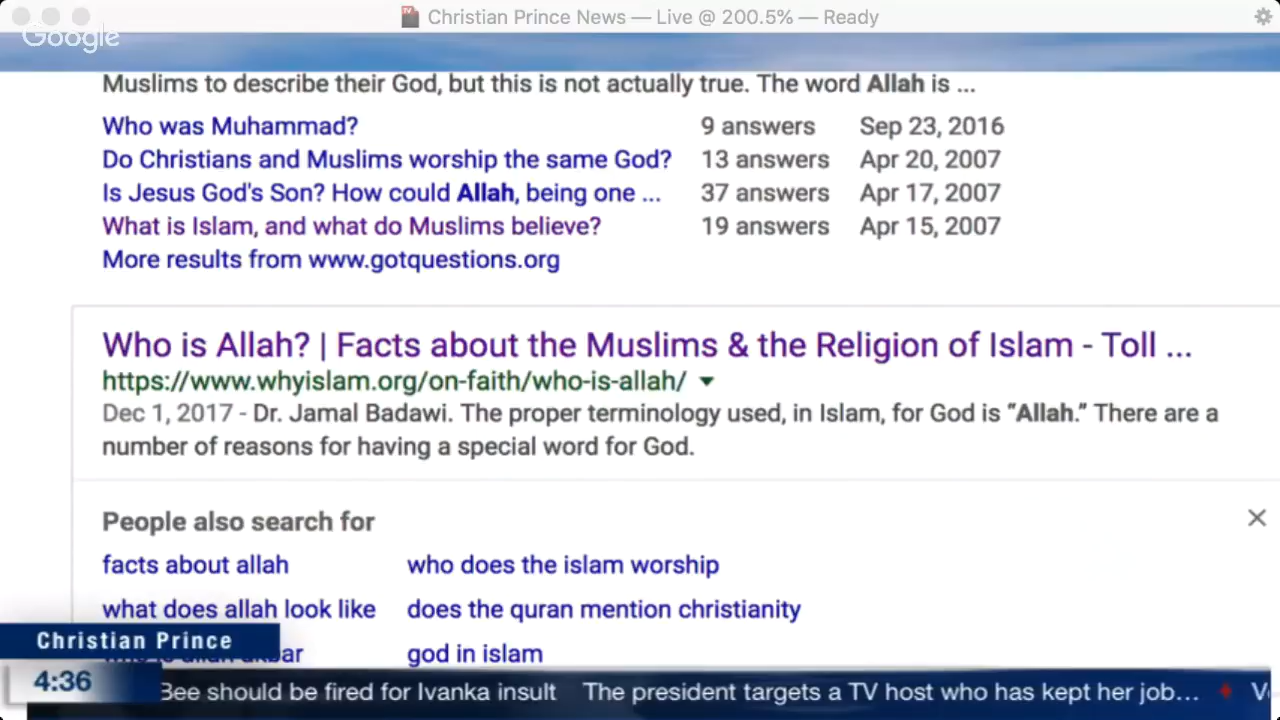 Christian Prince News — Live @ 200.5% — Ready
Google
Muslims to describe their God, but this is not actually true. The word Allah is ...
Who was Muhammad? 9 answers Sep 23, 2016
Do Christians and Muslims worship the same God? 13 answers Apr 20, 2007
Is Jesus God's Son? How could Allah, being one ... 37 answers Apr 17, 2007
What is Islam, and what do Muslims believe? 19 answers Apr 15, 2007
More results from www.gotquestions.org
Who is Allah? | Facts about the Muslims & the Religion of Islam - Toll ...
https://www.whyislam.org/on-faith/who-is-allah/
Dec 1, 2017 - Dr. Jamal Badawi. The proper terminology used, in Islam, for God is “Allah.” There are a
number of reasons for having a special word for God.
People also search for
facts about allah who does the islam worship
what does allah look like does the quran mention christianity
god in islam
Christian Prince
4:36
Bee should be fired for Ivanka insult The president targets a TV host who has kept her job...